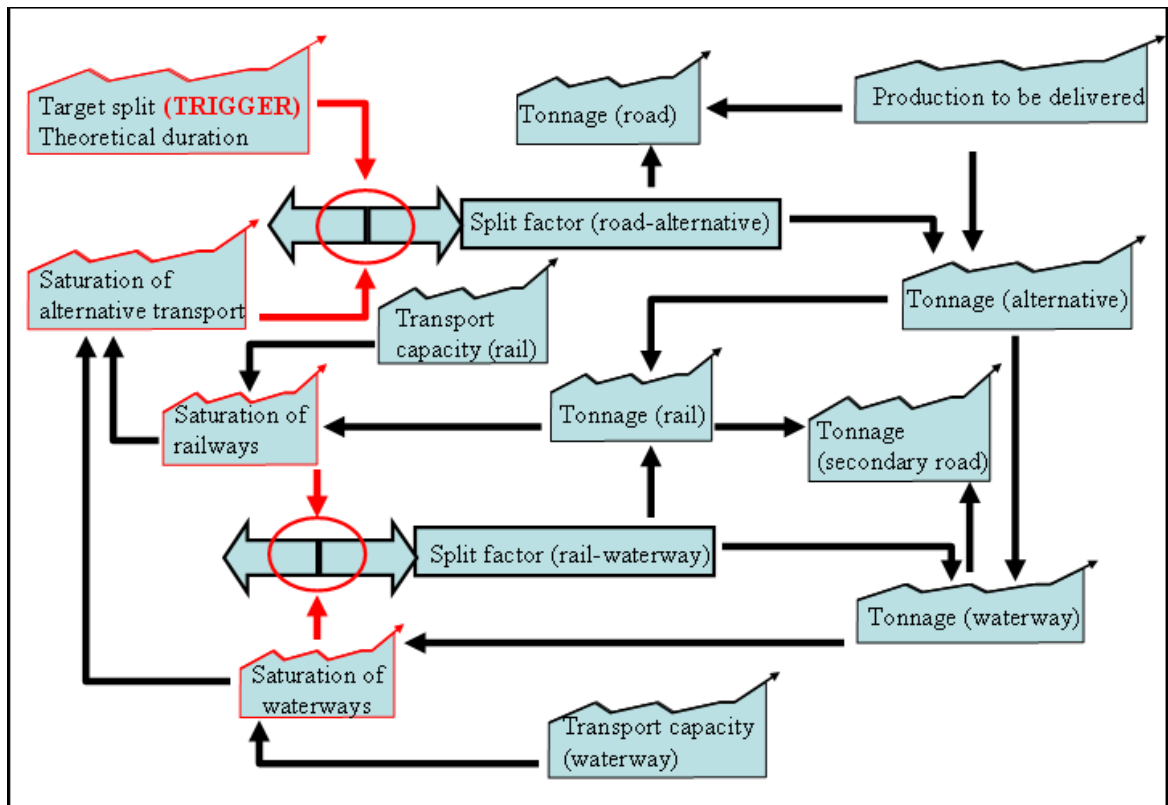 Target split (TRIGGER)
Theoretical duration
Tonnage (road)
Production to be delivered
Split factor (road-alternative)
Saturation of
alternative transport
Transport
capacity (rail)
Tonnage (alternative)
Saturation of
railways
Tonnage (rail)
Tonnage
(secondary road)
Split factor (rail-waterway)
Tonnage (waterway)
Saturation of
waterways
Transport capacity
(waterway)